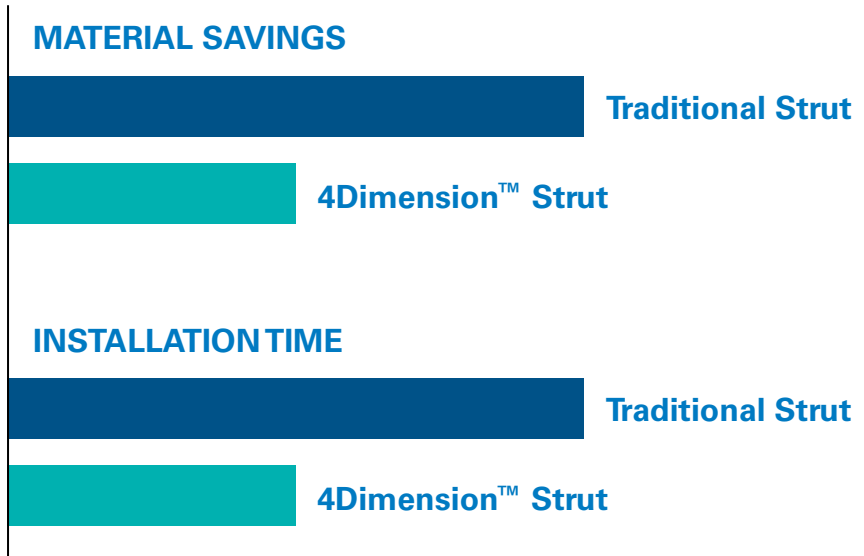 MATERIAL SAVINGS
Traditional Strut
4Dimension™ Strut
INSTALLATION TIME
Traditional Strut
4Dimension™ Strut